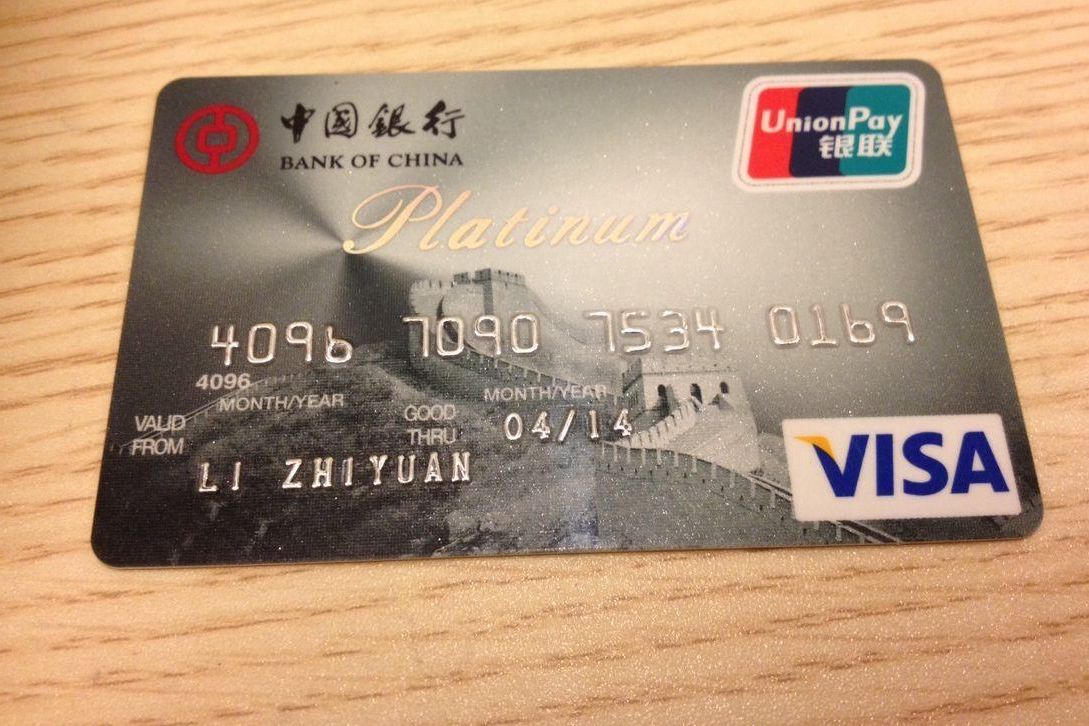 中国銀行
BANK OF CHINA
UnionPay
银联
Platinum
4096 7090 7534 0169
4096
MONTH/YEAR MONTH/YEAR
VALID FROM GOOD THRU 04/14
LI ZHIYUAN
VISA